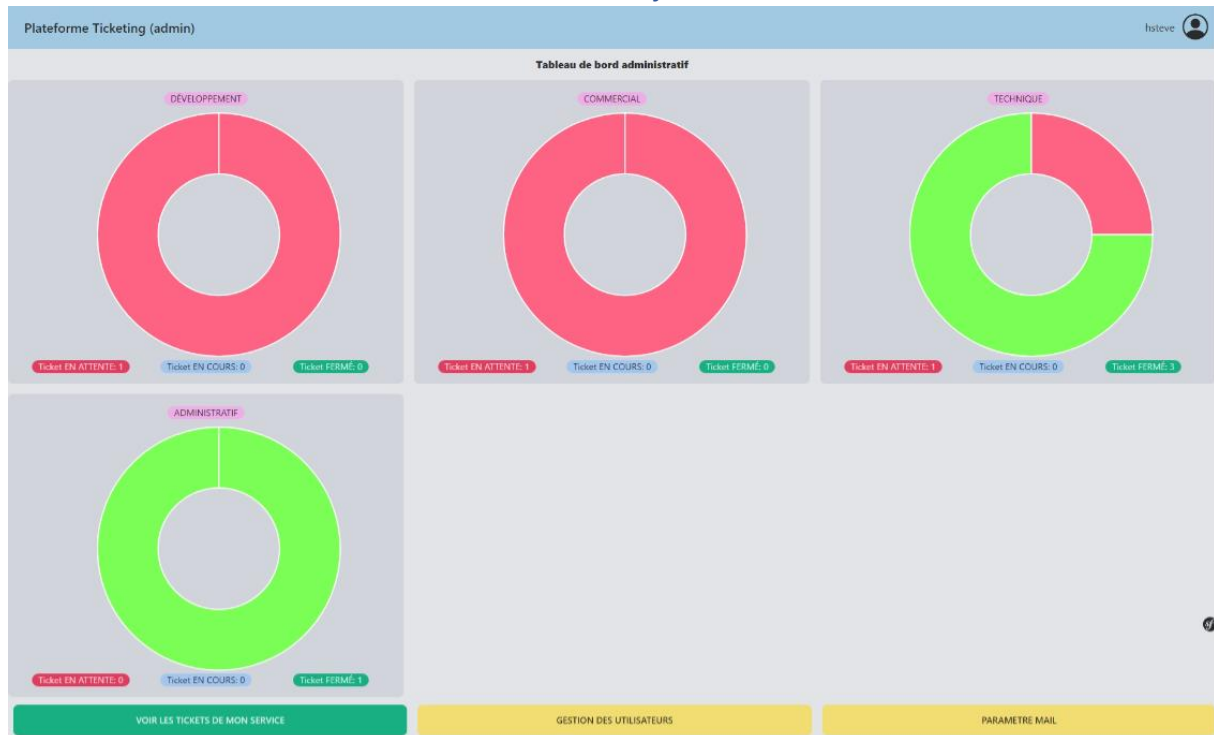 Plateforme Ticketing (admin)
hsteve
Tableau de bord administratif
DÉVELOPPEMENT
Ticket EN ATTENTE: 1
Ticket EN COURS: 0
Ticket FERMÉ: 0
COMMERCIAL
Ticket EN ATTENTE: 1
Ticket EN COURS: 0
Ticket FERMÉ: 0
TECHNIQUE
Ticket EN ATTENTE: 1
Ticket EN COURS: 0
Ticket FERMÉ: 3
ADMINISTRATIF
Ticket EN ATTENTE: 0
Ticket EN COURS: 0
Ticket FERMÉ: 1
VOIR LES TICKETS DE MON SERVICE
GESTION DES UTILISATEURS
PARAMETRE MAIL